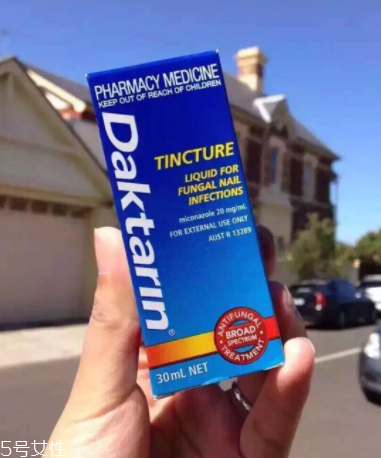 PHARMACY MEDICINE
KEEP OUT OF REACH OF CHILDREN
Daktarin®
TINCTURE
LIQUID FOR
FUNGAL NAIL
INFECTIONS
miconazole 20 mg/mL
FOR EXTERNAL USE ONLY
AUST R 13289
ANTIFUNGAL
BROAD
SPECTRUM
TREATMENT
30mL NET
5号女性